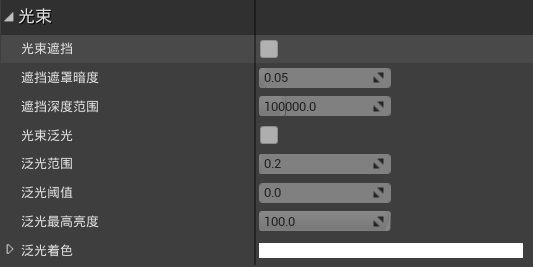 光束
光束遮挡
遮挡遮罩暗度 0.05
遮挡深度范围 100000.0
光束泛光
泛光范围 0.2
泛光阈值 0.0
泛光最高亮度 100.0
泛光着色